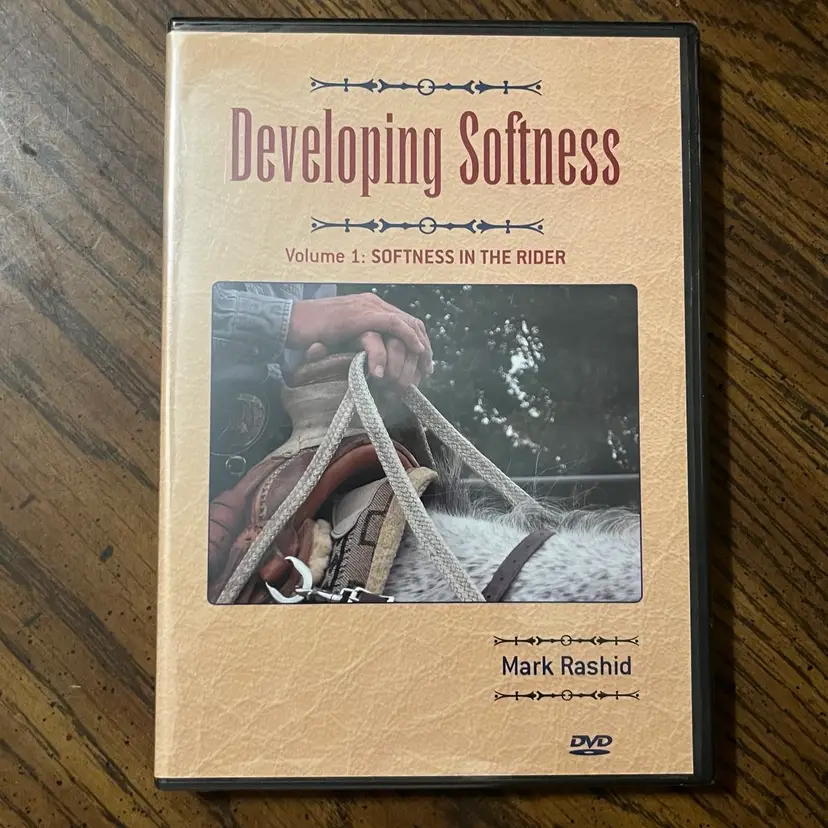 Developing Softness
Volume 1: SOFTNESS IN THE RIDER
Mark Rashid
DVD